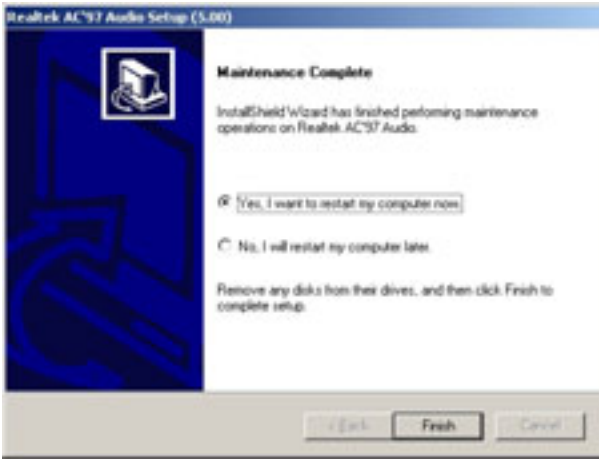 Realtek AC'97 Audio Setup (5.00)
Maintenance Complete
InstallShield Wizard has finished performing maintenance
operations on Realtek AC'97 Audio.
Yes, I want to restart my computer now.
No, I will restart my computer later.
Remove any disks from their drives, and then click Finish to
complete setup.
< Back
Finish
Cancel